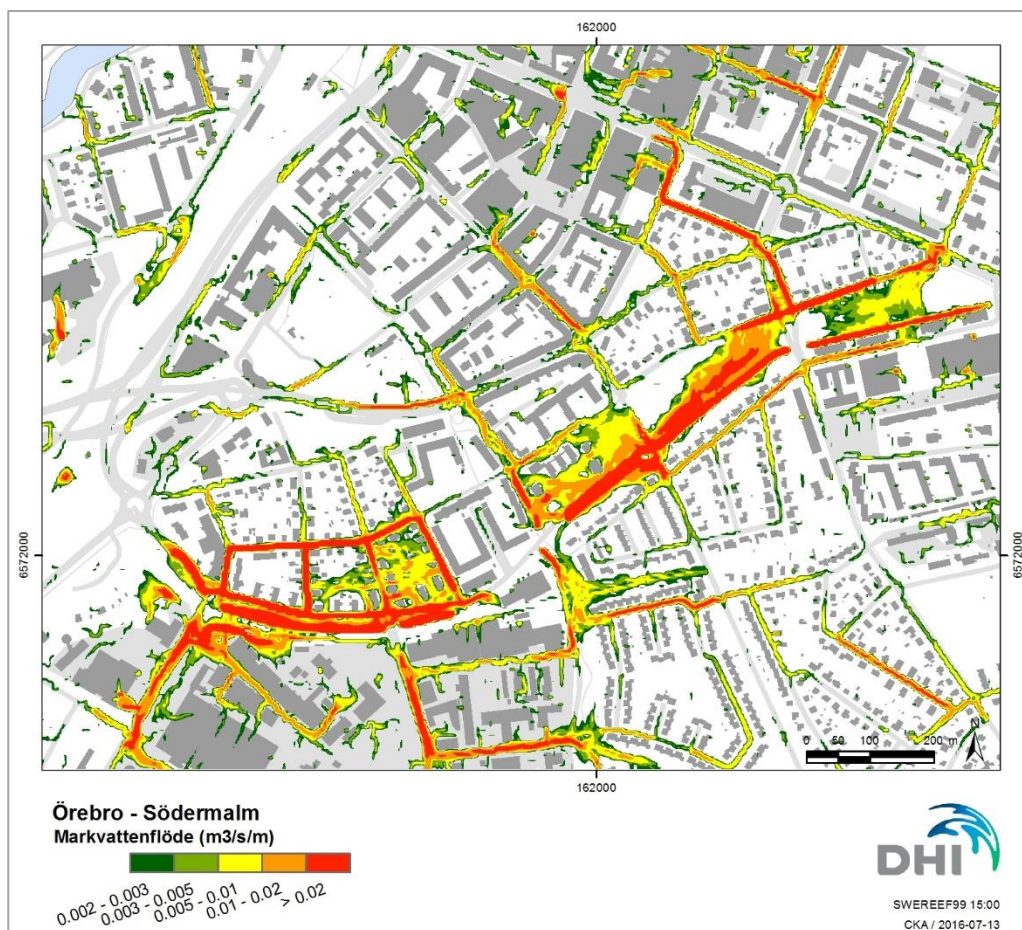 162000
6572000
6572000
N
0 50 100 200 m
162000
Örebro - Södermalm
Markvattenflöde (m3/s/m)
0.002 - 0.003
0.003 - 0.005
0.005 - 0.01
0.01 - 0.02
> 0.02
DHI
SWEREEF99 15:00
CKA / 2016-07-13